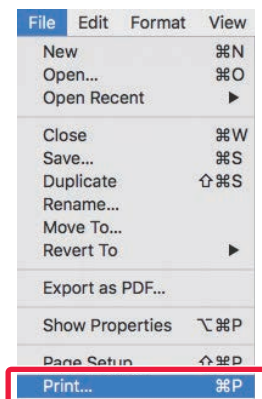 File Edit Format View
New ⌘N
Open... ⌘O
Open Recent ▶
Close ⌘W
Save... ⌘S
Duplicate ⇧⌘S
Rename...
Move To...
Revert To ▶
Export as PDF...
Show Properties ⌥⌘P
Page Setup ⇧⌘P
Print... ⌘P